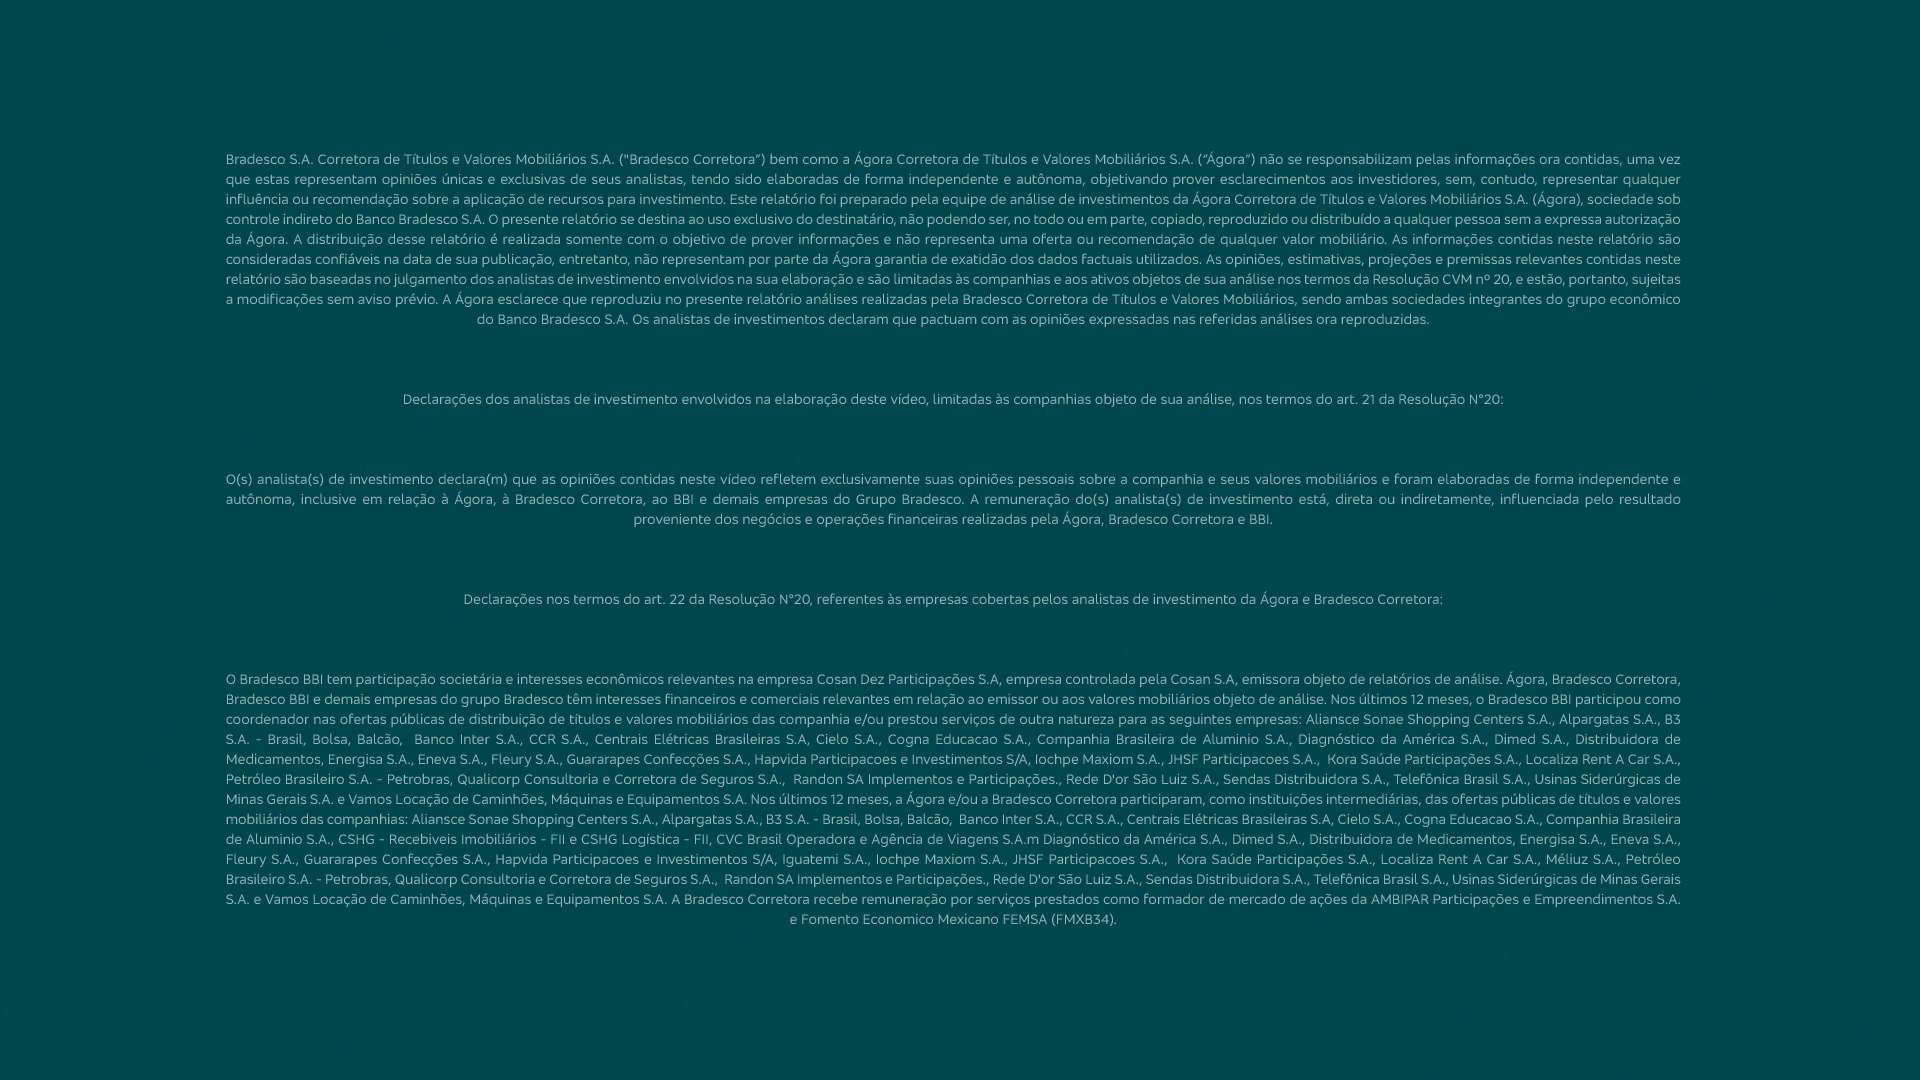 Bradesco S.A. Corretora de Títulos e Valores Mobiliários S.A. ("Bradesco Corretora”) bem como a Ágora Corretora de Títulos e Valores Mobiliários S.A. (“Ágora”) não se responsabilizam pelas informações ora contidas, uma vez
que estas representam opiniões únicas e exclusivas de seus analistas, tendo sido elaboradas de forma independente e autônoma, objetivando prover esclarecimentos aos investidores, sem, contudo, representar qualquer
influência ou recomendação sobre a aplicação de recursos para investimento. Este relatório foi preparado pela equipe de análise de investimentos da Ágora Corretora de Títulos e Valores Mobiliários S.A. (Ágora), sociedade sob
controle indireto do Banco Bradesco S.A. O presente relatório se destina ao uso exclusivo do destinatário, não podendo ser, no todo ou em parte, copiado, reproduzido ou distribuído a qualquer pessoa sem a expressa autorização
da Ágora. A distribuição desse relatório é realizada somente com o objetivo de prover informações e não representa uma oferta ou recomendação de qualquer valor mobiliário. As informações contidas neste relatório são
consideradas confiáveis na data de sua publicação, entretanto, não representam por parte da Ágora garantia de exatidão dos dados factuais utilizados. As opiniões, estimativas, projeções e premissas relevantes contidas neste
relatório são baseadas no julgamento dos analistas de investimento envolvidos na sua elaboração e são limitadas às companhias e aos ativos objetos de sua análise nos termos da Resolução CVM nº 20, e estão, portanto, sujeitas
a modificações sem aviso prévio. A Ágora esclarece que reproduziu no presente relatório análises realizadas pela Bradesco Corretora de Títulos e Valores Mobiliários, sendo ambas sociedades integrantes do grupo econômico
do Banco Bradesco S.A. Os analistas de investimentos declaram que pactuam com as opiniões expressadas nas referidas análises ora reproduzidas.
Declarações dos analistas de investimento envolvidos na elaboração deste vídeo, limitadas às companhias objeto de sua análise, nos termos do art. 21 da Resolução N°20:
O(s) analista(s) de investimento declara(m) que as opiniões contidas neste vídeo refletem exclusivamente suas opiniões pessoais sobre a companhia e seus valores mobiliários e foram elaboradas de forma independente e
autônoma, inclusive em relação à Ágora, à Bradesco Corretora, ao BBI e demais empresas do Grupo Bradesco. A remuneração do(s) analista(s) de investimento está, direta ou indiretamente, influenciada pelo resultado
proveniente dos negócios e operações financeiras realizadas pela Ágora, Bradesco Corretora e BBI.
Declarações nos termos do art. 22 da Resolução N°20, referentes às empresas cobertas pelos analistas de investimento da Ágora e Bradesco Corretora:
O Bradesco BBI tem participação societária e interesses econômicos relevantes na empresa Cosan Dez Participações S.A, empresa controlada pela Cosan S.A, emissora objeto de relatórios de análise. Ágora, Bradesco Corretora,
Bradesco BBI e demais empresas do grupo Bradesco têm interesses financeiros e comerciais relevantes em relação ao emissor ou aos valores mobiliários objeto de análise. Nos últimos 12 meses, o Bradesco BBI participou como
coordenador nas ofertas públicas de distribuição de títulos e valores mobiliários das companhia e/ou prestou serviços de outra natureza para as seguintes empresas: Aliansce Sonae Shopping Centers S.A., Alpargatas S.A., B3
S.A. - Brasil, Bolsa, Balcão, Banco Inter S.A., CCR S.A., Centrais Elétricas Brasileiras S.A, Cielo S.A., Cogna Educacao S.A., Companhia Brasileira de Aluminio S.A., Diagnóstico da América S.A., Dimed S.A., Distribuidora de
Medicamentos, Energisa S.A., Eneva S.A., Fleury S.A., Guararapes Confecções S.A., Hapvida Participacoes e Investimentos S/A, Iochpe Maxiom S.A., JHSF Participacoes S.A., Kora Saúde Participações S.A., Localiza Rent A Car S.A.,
Petróleo Brasileiro S.A. - Petrobras, Qualicorp Consultoria e Corretora de Seguros S.A., Randon SA Implementos e Participações., Rede D'or São Luiz S.A., Sendas Distribuidora S.A., Telefônica Brasil S.A., Usinas Siderúrgicas de
Minas Gerais S.A. e Vamos Locação de Caminhões, Máquinas e Equipamentos S.A. Nos últimos 12 meses, a Ágora e/ou a Bradesco Corretora participaram, como instituições intermediárias, das ofertas públicas de títulos e valores
mobiliários das companhias: Aliansce Sonae Shopping Centers S.A., Alpargatas S.A., B3 S.A. - Brasil, Bolsa, Balcão, Banco Inter S.A., CCR S.A., Centrais Elétricas Brasileiras S.A, Cielo S.A., Cogna Educacao S.A., Companhia Brasileira
de Aluminio S.A., CSHG - Recebiveis Imobiliários - FII e CSHG Logística - FII, CVC Brasil Operadora e Agência de Viagens S.A.m Diagnóstico da América S.A., Dimed S.A., Distribuidora de Medicamentos, Energisa S.A., Eneva S.A.,
Fleury S.A., Guararapes Confecções S.A., Hapvida Participacoes e Investimentos S/A, Iguatemi S.A., Iochpe Maxiom S.A., JHSF Participacoes S.A., Kora Saúde Participações S.A., Localiza Rent A Car S.A., Méliuz S.A., Petróleo
Brasileiro S.A. - Petrobras, Qualicorp Consultoria e Corretora de Seguros S.A., Randon SA Implementos e Participações., Rede D'or São Luiz S.A., Sendas Distribuidora S.A., Telefônica Brasil S.A., Usinas Siderúrgicas de Minas Gerais
S.A. e Vamos Locação de Caminhões, Máquinas e Equipamentos S.A. A Bradesco Corretora recebe remuneração por serviços prestados como formador de mercado de ações da AMBIPAR Participações e Empreendimentos S.A.
e Fomento Economico Mexicano FEMSA (FMXB34).